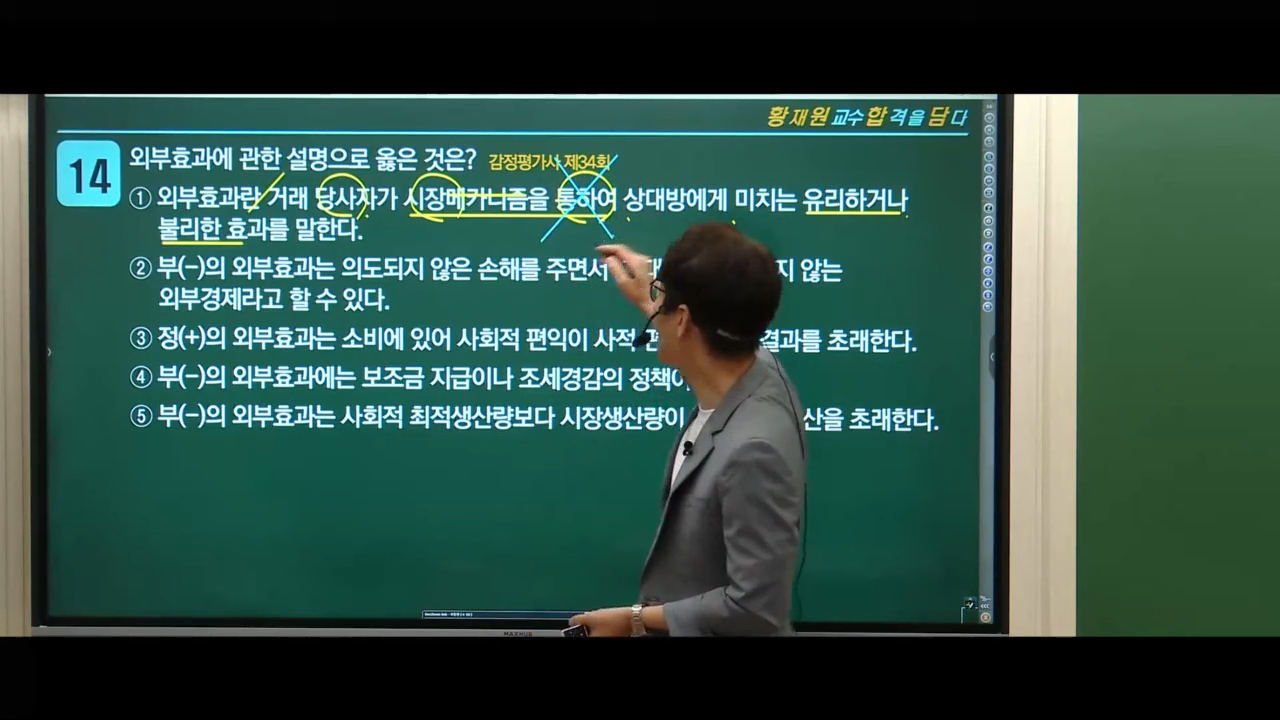 황재원 교수 합격을 담다
14
외부효과에 관한 설명으로 옳은 것은? 감정평가사 제34회
① 외부효과란 거래 당사자가 시장메카니즘을 통하여 상대방에게 미치는 유리하거나
불리한 효과를 말한다.
② 부(−)의 외부효과는 의도되지 않은 손해를 주면서 않는
외부경제라고 할 수 있다.
③ 정(+)의 외부효과는 소비에 있어 사회적 편익이 사적 결과를 초래한다.
④ 부(−)의 외부효과에는 보조금 지급이나 조세경감의
⑤ 부(−)의 외부효과는 사회적 최적생산량보다 시장생산량이 초래한다.
MAXHUB